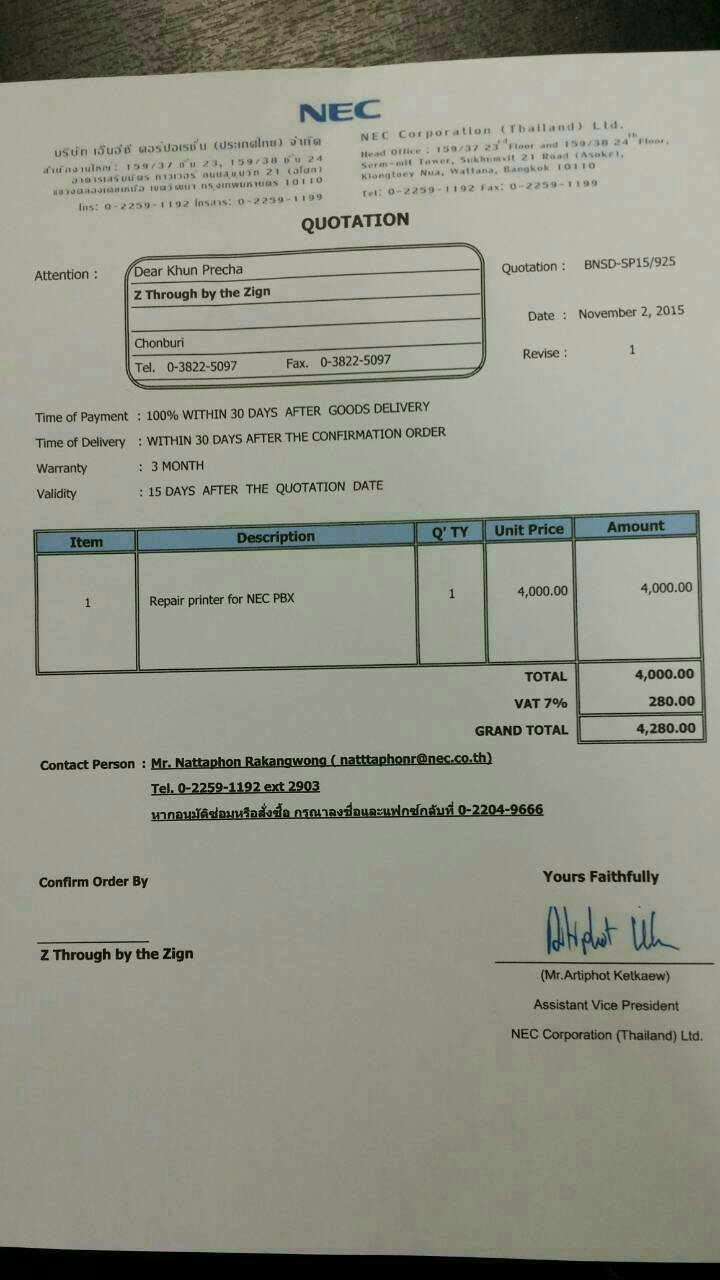 NEC
บริษัท เอ็นอีซี คอร์ปอเรชั่น (ประเทศไทย) จำกัด
สำนักงานใหญ่: 159/37 ชั้น 23, 159/38 ชั้น 24
อาคารเสริมมิตร ทาวเวอร์ ถนนสุขุมวิท 21 (อโศก)
แขวงคลองเตยเหนือ เขตวัฒนา กรุงเทพมหานคร 10110
โทร: 0-2259-1192 โทรสาร: 0-2259-1199
NEC Corporation (Thailand) Ltd.
Head Office : 159/37 23rd Floor and 159/38 24th Floor,
Serm-mit Tower, Sukhumvit 21 Road (Asoke),
Klongtoey Nua, Wattana, Bangkok 10110
Tel: 0-2259-1192 Fax: 0-2259-1199
QUOTATION
Attention :
Dear Khun Precha
Z Through by the Zign
Chonburi
Tel. 0-3822-5097 Fax. 0-3822-5097
Quotation : BNSD-SP15/925
Date : November 2, 2015
Revise : 1
Time of Payment : 100% WITHIN 30 DAYS AFTER GOODS DELIVERY
Time of Delivery : WITHIN 30 DAYS AFTER THE CONFIRMATION ORDER
Warranty : 3 MONTH
Validity : 15 DAYS AFTER THE QUOTATION DATE
Item Description Q' TY Unit Price Amount
1 Repair printer for NEC PBX 1 4,000.00 4,000.00
TOTAL 4,000.00
VAT 7% 280.00
GRAND TOTAL 4,280.00
Contact Person : Mr. Nattaphon Rakangwong ( natttaphonr@nec.co.th)
Tel. 0-2259-1192 ext 2903
หากอนุมัติซ่อมหรือสั่งซื้อ กรุณาลงชื่อและแฟกซ์กลับที่ 0-2204-9666
Confirm Order By
Z Through by the Zign
Yours Faithfully
(Mr.Artiphot Ketkaew)
Assistant Vice President
NEC Corporation (Thailand) Ltd.